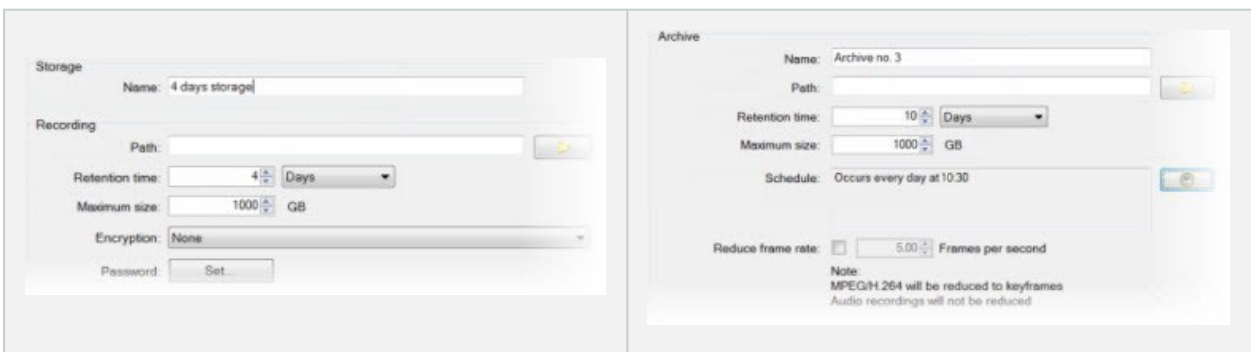 Storage
Name: 4 days storage
Recording
Path:
Retention time: 4 Days
Maximum size: 1000 GB
Encryption: None
Password: Set...
Archive
Name: Archive no. 3
Path:
Retention time: 10 Days
Maximum size: 1000 GB
Schedule: Occurs every day at 10:30
Reduce frame rate: 5.00 Frames per second
Note:
MPEG/H.264 will be reduced to keyframes
Audio recordings will not be reduced